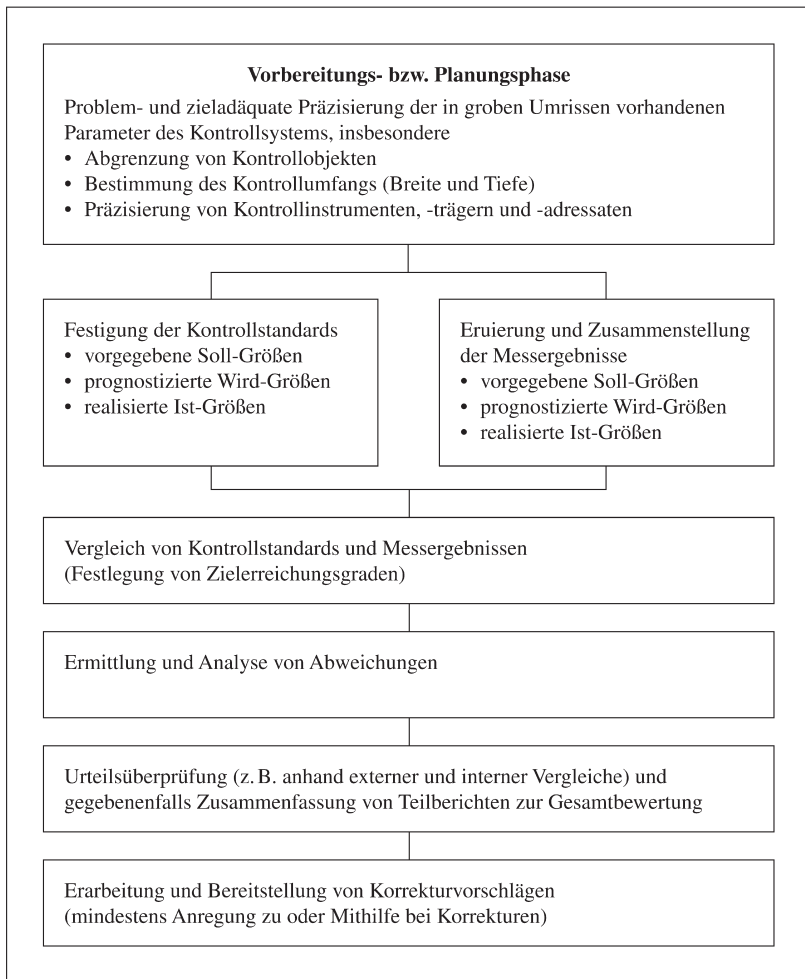 Vorbereitungs- bzw. Planungsphase
Problem- und zieladäquate Präzisierung der in groben Umrissen vorhandenen
Parameter des Kontrollsystems, insbesondere
• Abgrenzung von Kontrollobjekten
• Bestimmung des Kontrollumfangs (Breite und Tiefe)
• Präzisierung von Kontrollinstrumenten, -trägern und -adressaten
Festigung der Kontrollstandards
• vorgegebene Soll-Größen
• prognostizierte Wird-Größen
• realisierte Ist-Größen
Eruierung und Zusammenstellung
der Messergebnisse
• vorgegebene Soll-Größen
• prognostizierte Wird-Größen
• realisierte Ist-Größen
Vergleich von Kontrollstandards und Messergebnissen
(Festlegung von Zielerreichungsgraden)
Ermittlung und Analyse von Abweichungen
Urteilsüberprüfung (z. B. anhand externer und interner Vergleiche) und
gegebenenfalls Zusammenfassung von Teilberichten zur Gesamtbewertung
Erarbeitung und Bereitstellung von Korrekturvorschlägen
(mindestens Anregung zu oder Mithilfe bei Korrekturen)